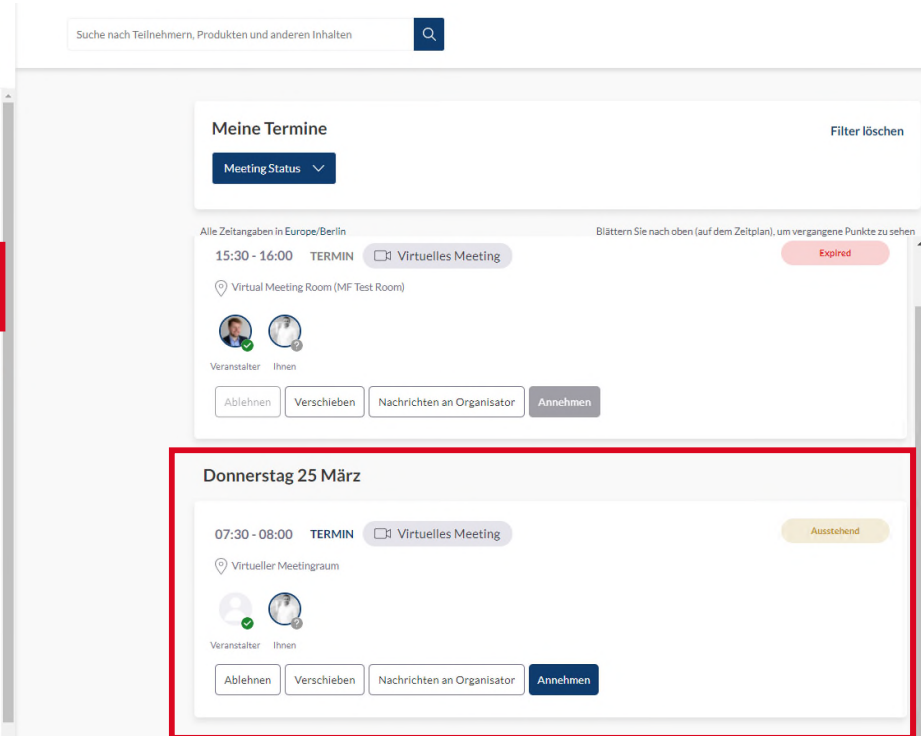 Suche nach Teilnehmern, Produkten und anderen Inhalten
Meine Termine
Filter löschen
Meeting Status
Alle Zeitangaben in Europe/Berlin
Blättern Sie nach oben (auf dem Zeitplan), um vergangene Punkte zu sehen
15:30 - 16:00 TERMIN Virtuelles Meeting Expired
Virtual Meeting Room (MF Test Room)
Veranstalter Ihnen
Ablehnen Verschieben Nachrichten an Organisator Annehmen
Donnerstag 25 März
07:30 - 08:00 TERMIN Virtuelles Meeting Ausstehend
Virtueller Meetingraum
Veranstalter Ihnen
Ablehnen Verschieben Nachrichten an Organisator Annehmen